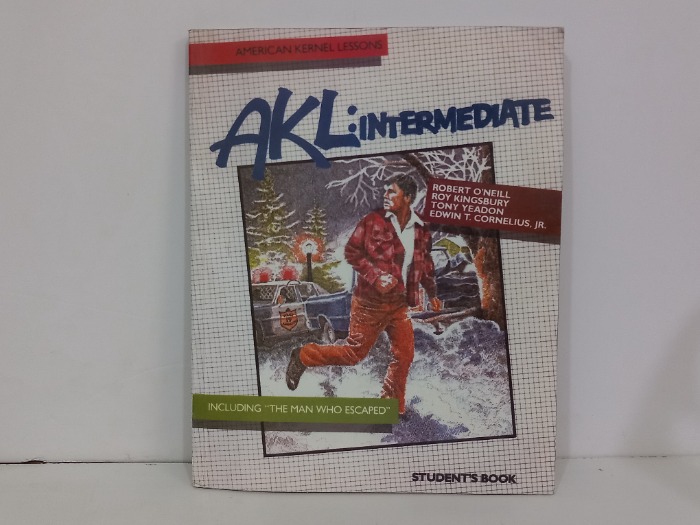 AMERICAN KERNEL LESSONS
AKL: INTERMEDIATE
ROBERT O'NEILL
ROY KINGSBURY
TONY YEADON
EDWIN T. CORNELIUS, JR.
INCLUDING "THE MAN WHO ESCAPED"
STUDENT'S BOOK